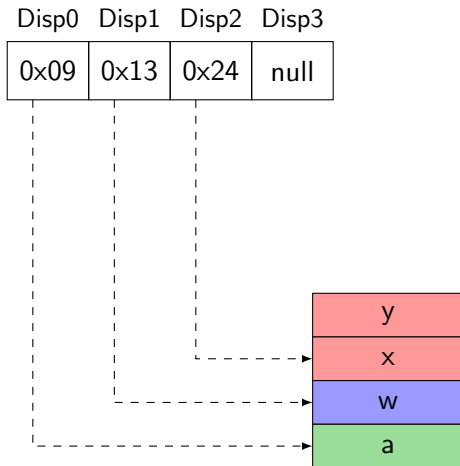 Disp0 Disp1 Disp2 Disp3
0x09 0x13 0x24 null
y
x
w
a